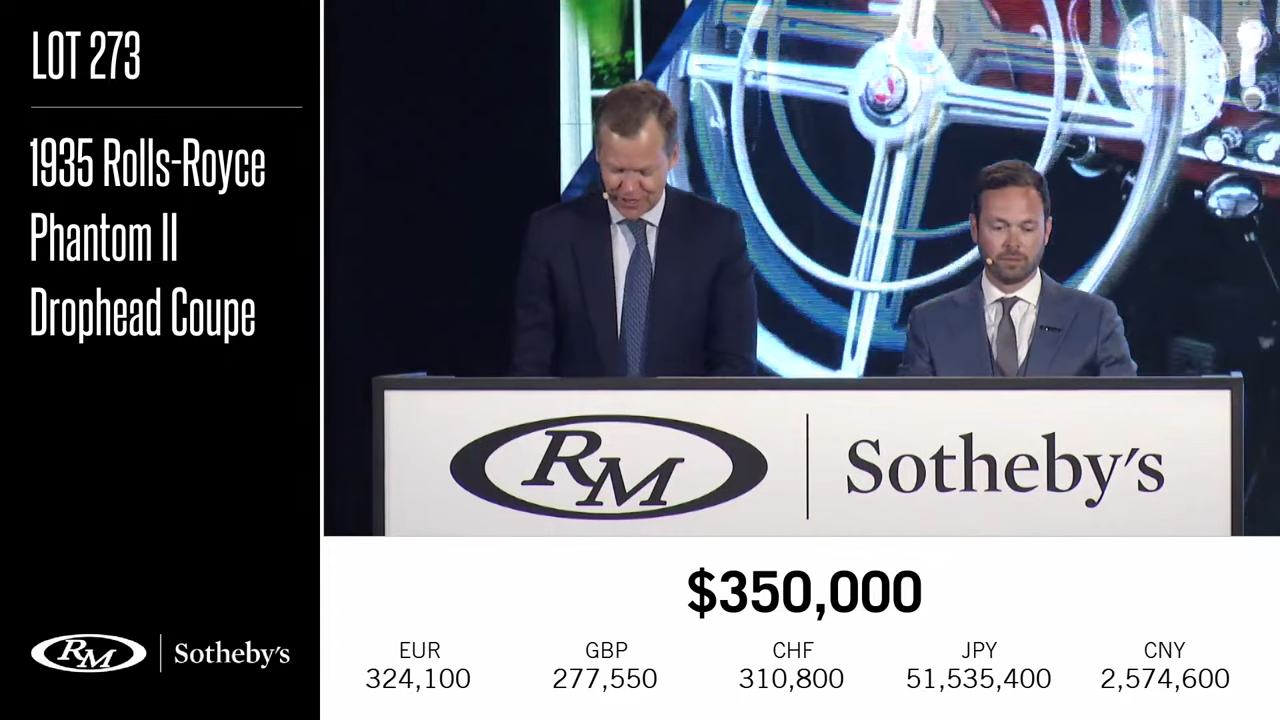 LOT 273
1935 Rolls-Royce
Phantom II
Drophead Coupe
RM | Sotheby's
RM | Sotheby's
$350,000
EUR GBP CHF JPY CNY
324,100 277,550 310,800 51,535,400 2,574,600